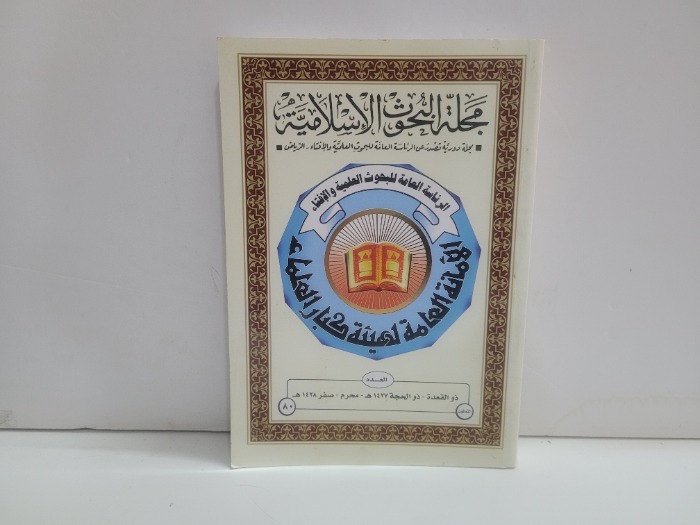 مجلة البحوث الإسلامية
مجلة دورية تصدر عن الرئاسة العامة للبحوث العلمية والإفتاء - الرياض
الرئاسة العامة للبحوث العلمية والإفتاء
الأمانة العامة لهيئة كبار العلماء
العدد
ذو القعدة - ذو الحجة ١٤٢٧ هـ - محرم - صفر ١٤٢٨ هـ
٨٠